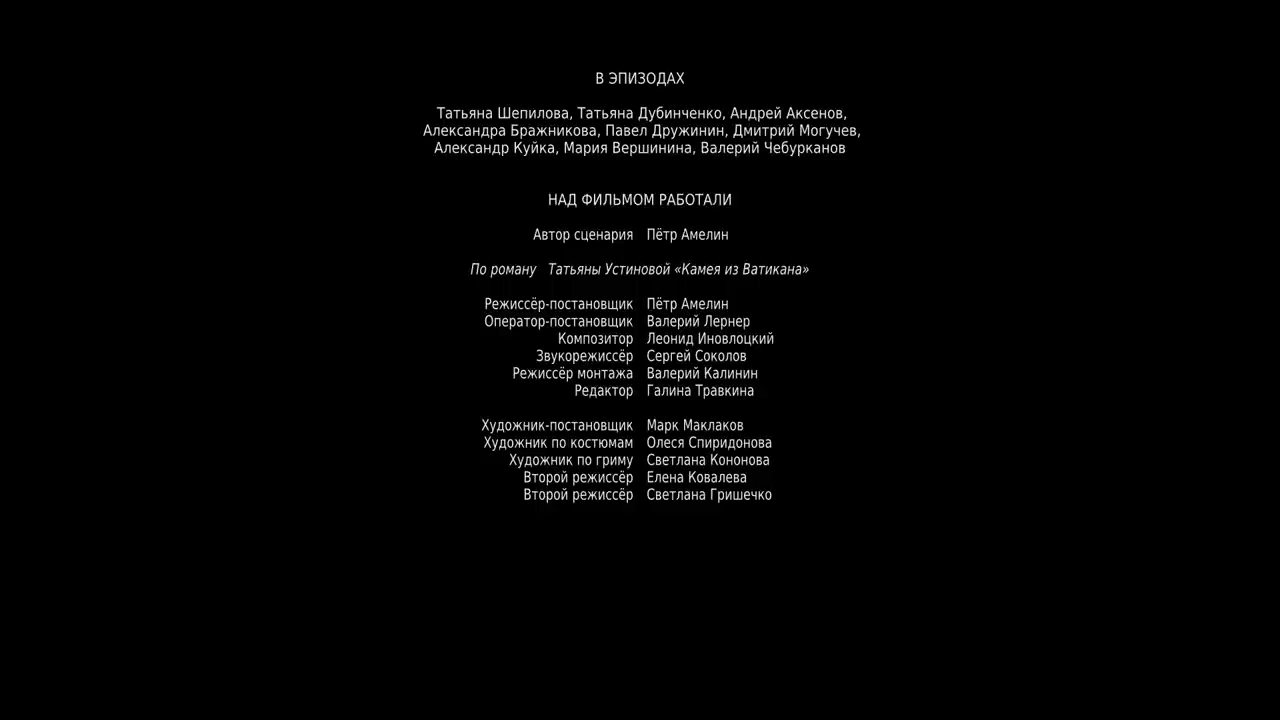 В ЭПИЗОДАХ
Татьяна Шепилова, Татьяна Дубинченко, Андрей Аксенов,
Александра Бражникова, Павел Дружинин, Дмитрий Могучев,
Александр Куйка, Мария Вершинина, Валерий Чебурканов
НАД ФИЛЬМОМ РАБОТАЛИ
Автор сценария Пётр Амелин
По роману Татьяны Устиновой «Камея из Ватикана»
Режиссёр-постановщик Пётр Амелин
Оператор-постановщик Валерий Лернер
Композитор Леонид Иновлоцкий
Звукорежиссёр Сергей Соколов
Режиссёр монтажа Валерий Калинин
Редактор Галина Травкина
Художник-постановщик Марк Маклаков
Художник по костюмам Олеся Спиридонова
Художник по гриму Светлана Кононова
Второй режиссёр Елена Ковалева
Второй режиссёр Светлана Гришечко